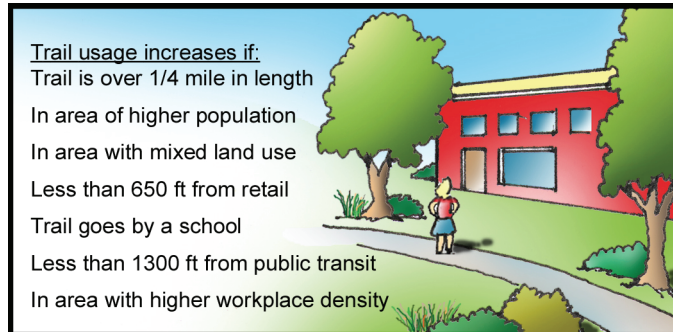 Trail usage increases if:
Trail is over 1/4 mile in length
In area of higher population
In area with mixed land use
Less than 650 ft from retail
Trail goes by a school
Less than 1300 ft from public transit
In area with higher workplace density